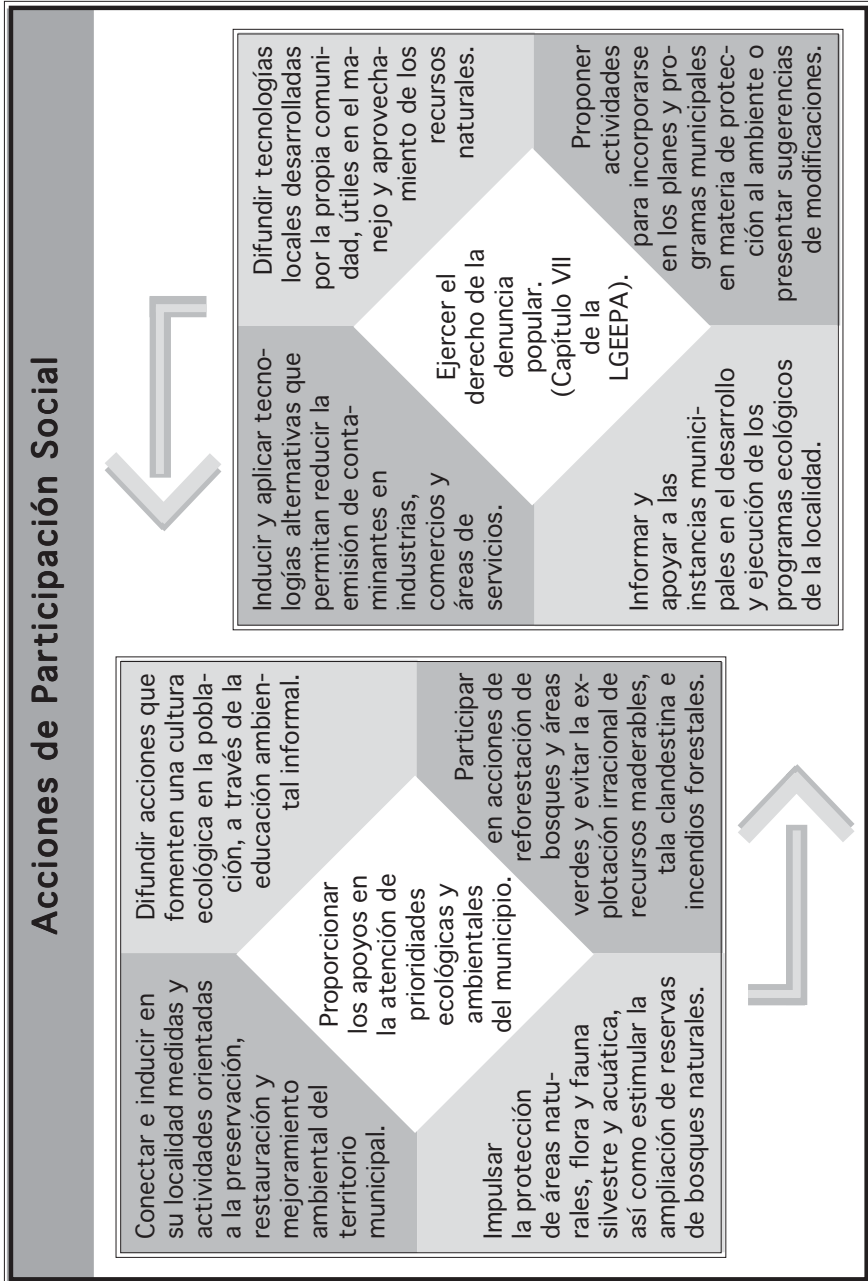 Acciones de Participación Social
Conectar e inducir en
su localidad medidas y
actividades orientadas
a la preservación,
restauración y
mejoramiento
ambiental del
territorio
municipal.
Difundir acciones que
fomenten una cultura
ecológica en la pobla-
ción, a través de la
educación ambien-
tal informal.
Proporcionar
los apoyos en
la atención de
prioridiades
ecológicas y
ambientales
del municipio.
Impulsar
la protección
de áreas natu-
rales, flora y fauna
silvestre y acuática,
así como estimular la
ampliación de reservas
de bosques naturales.
Participar
en acciones de
reforestación de
bosques y áreas
verdes y evitar la ex-
plotación irracional de
recursos maderables,
tala clandestina e
incendios forestales.
Inducir y aplicar tecno-
logías alternativas que
permitan reducir la
emisión de conta-
minantes en
industrias,
comercios y
áreas de
servicios.
Difundir tecnologías
locales desarrolladas
por la propia comuni-
dad, útiles en el ma-
nejo y aprovecha-
miento de los
recursos
naturales.
Ejercer el
derecho de la
denuncia
popular.
(Capítulo VII
de la
LGEEPA).
Informar y
apoyar a las
instancias munici-
pales en el desarrollo
y ejecución de los
programas ecológicos
de la localidad.
Proponer
actividades
para incorporarse
en los planes y pro-
gramas municipales
en materia de protec-
ción al ambiente o
presentar sugerencias
de modificaciones.